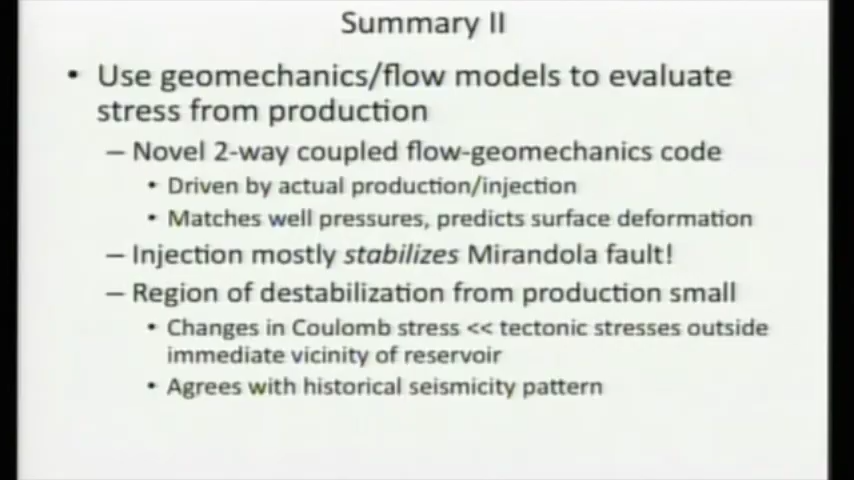 Summary II
• Use geomechanics/flow models to evaluate
stress from production
– Novel 2-way coupled flow-geomechanics code
• Driven by actual production/injection
• Matches well pressures, predicts surface deformation
– Injection mostly stabilizes Mirandola fault!
– Region of destabilization from production small
• Changes in Coulomb stress << tectonic stresses outside
immediate vicinity of reservoir
• Agrees with historical seismicity pattern